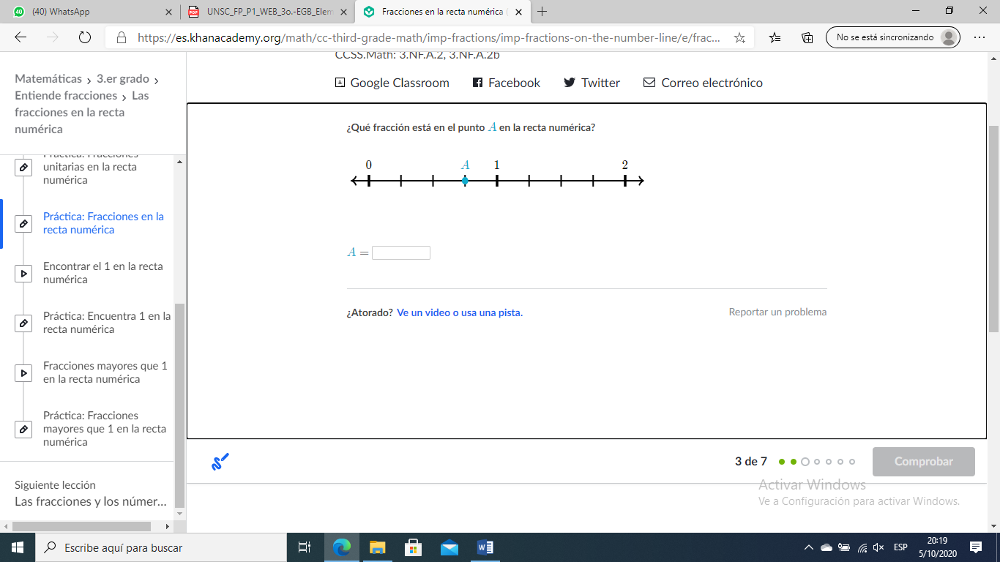 40
(40) WhatsApp
PDF
UNSC_FP_P1_WEB_3o.-EGB_Elem
Fracciones en la recta numérica (
https://es.khanacademy.org/math/cc-third-grade-math/imp-fractions/imp-fractions-on-the-number-line/e/frac...
No se está sincronizando
CCSS.Math: 3.NF.A.2, 3.NF.A.2b
Google Classroom
Facebook
Twitter
Correo electrónico
Matemáticas > 3.er grado >
Entiende fracciones > Las
fracciones en la recta
numérica
Práctica: Fracciones
unitarias en la recta
numérica
Práctica: Fracciones en la
recta numérica
Encontrar el 1 en la recta
numérica
Práctica: Encuentra 1 en la
recta numérica
Fracciones mayores que 1
en la recta numérica
Práctica: Fracciones
mayores que 1 en la recta
numérica
Siguiente lección
Las fracciones y los númer...
¿Qué fracción está en el punto A en la recta numérica?
0 A 1 2
A =
¿Atorado? Ve un video o usa una pista.
Reportar un problema
3 de 7
Comprobar
Activar Windows
Ve a Configuración para activar Windows.
Escribe aquí para buscar
ESP
20:19
5/10/2020